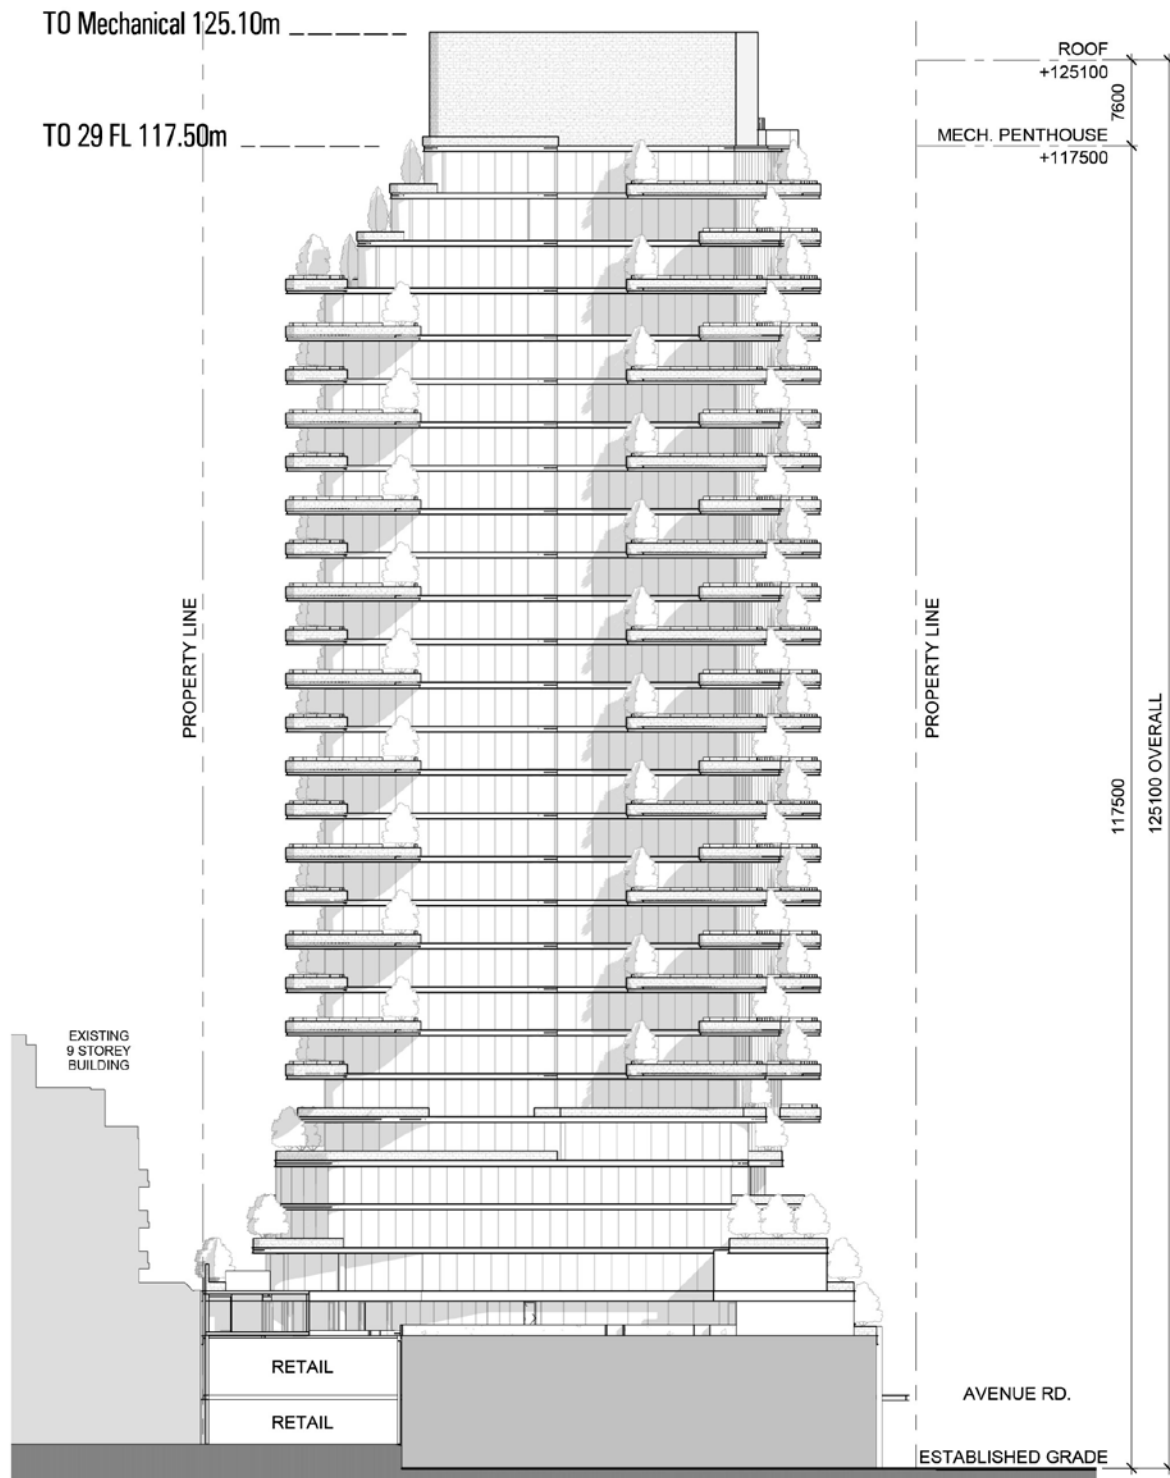 TO Mechanical 125.10m
ROOF
+125100
7600
TO 29 FL 117.50m
MECH. PENTHOUSE
+117500
PROPERTY LINE
PROPERTY LINE
117500
125100 OVERALL
EXISTING
9 STOREY
BUILDING
RETAIL
RETAIL
AVENUE RD.
ESTABLISHED GRADE